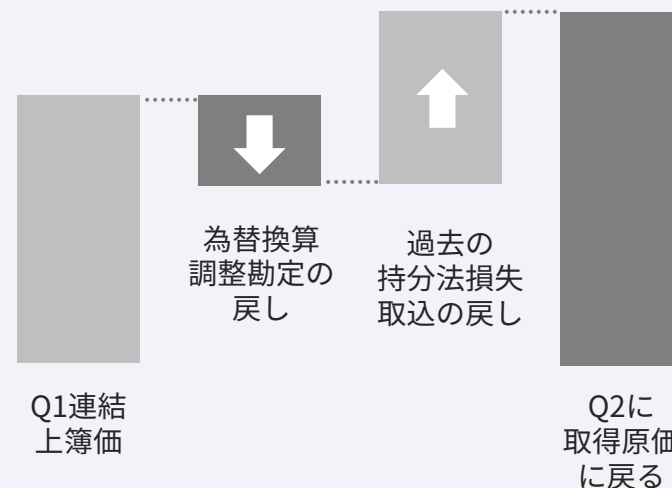 為替換算
調整勘定の
戻し
過去の
持分法損失
取込の戻し
Q1連結
上簿価
Q2に
取得原価
に戻る